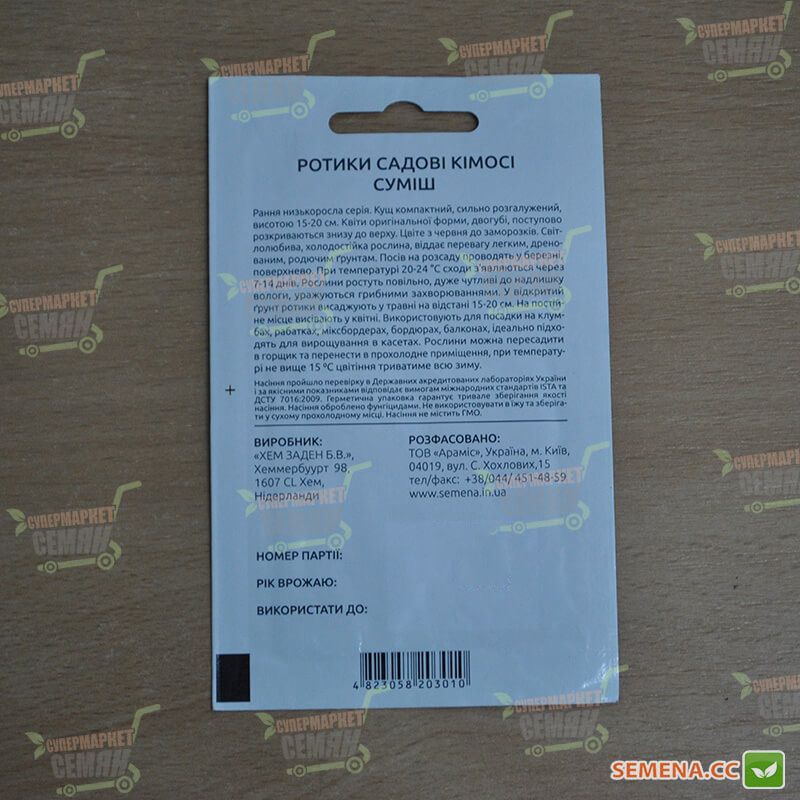 РОТИКИ САДОВІ КІМОСІ
СУМІШ
Рання низькоросла серія. Кущ компактний, сильно розгалужений,
висотою 15-20 см. Квіти оригінальної форми, двогубі, поступово
розкриваються знизу до верху. Цвіте з червня до заморозків. Світ-
лолюбива, холодостійка рослина, віддає перевагу легким, дрено-
ваним, родючим ґрунтам. Посів на розсаду проводять у березні,
поверхнево. При температурі 20-24 °С сходи з'являються через
7-14 днів. Рослини ростуть повільно, дуже чутливі до надлишку
вологи, уражуються грибними захворюваннями. У відкритий
ґрунт ротики висаджують у травні на відстані 15-20 см. На постій-
не місце висівають у квітні. Використовують для посадки на клум-
бах, рабатках, міксбордерах, бордюрах, балконах, ідеально підхо-
дять для вирощування в касетах. Рослини можна пересадити
в горщик та перенести в прохолодне приміщення, при температу-
рі не вище 15 ºС цвітіння триватиме всю зиму.
Насіння пройшло перевірку в Державних акредитованих лабораторіях України
і за якісними показниками відповідає вимогам міжнародних стандартів ISTA та
ДСТУ 7016:2009. Герметична упаковка гарантує тривале зберігання якості
насіння. Насіння оброблено фунгіцидами. Не використовувати в їжу та зберіга-
ти у сухому прохолодному місці. Насіння не містить ГМО.
ВИРОБНИК:
«ХЕМ ЗАДЕН Б.В.»,
Хеммербуурт 98,
1607 CL Хем,
Нідерланди
РОЗФАСОВАНО:
ТОВ «Араміс», Україна, м. Київ,
04019, вул. С. Хохлових,15
тел/факс: +38/044/ 451-48-59
www.semena.in.ua
НОМЕР ПАРТІЇ:
РІК ВРОЖАЮ:
ВИКОРИСТАТИ ДО:
4 823058 203010
СУПЕРМАРКЕТ
СЕМЯН
SEMENA.CC